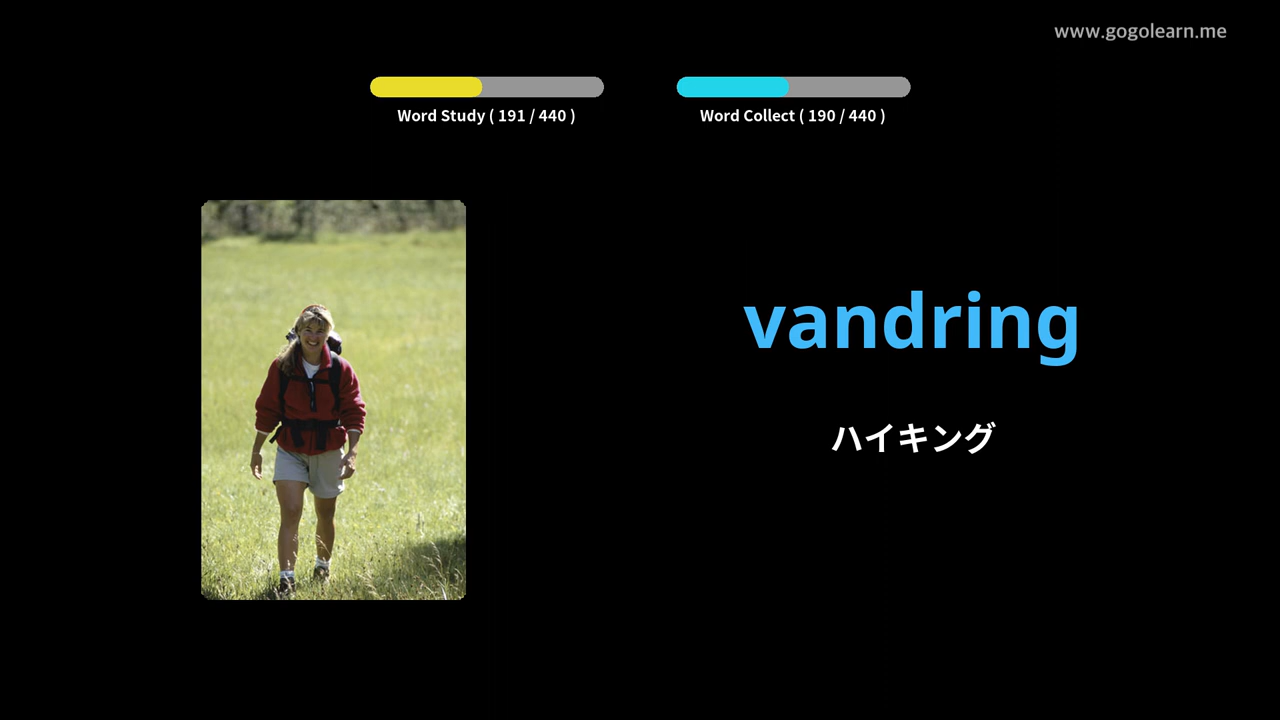 www.gogolearn.me
Word Study ( 191 / 440 )
Word Collect ( 190 / 440 )
vandring
ハイキング